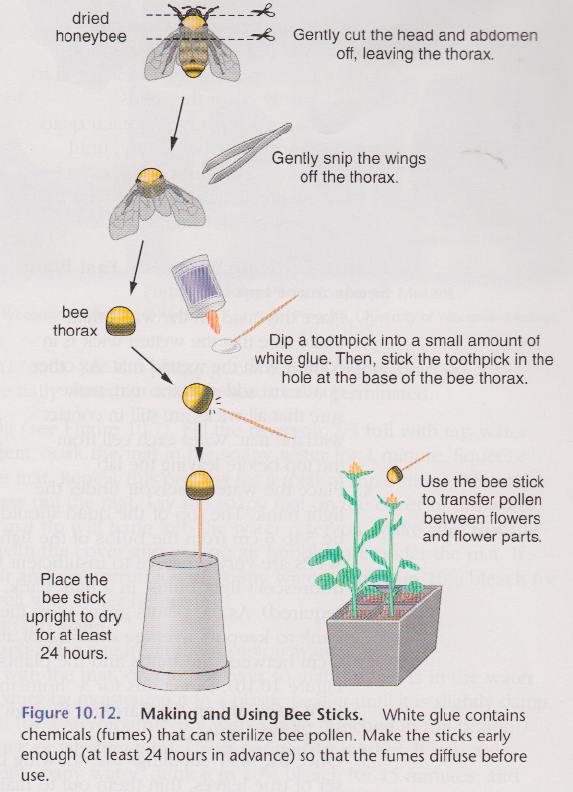 dried
honeybee
Gently cut the head and abdomen
off, leaving the thorax.
Gently snip the wings
off the thorax.
bee
thorax
Dip a toothpick into a small amount of
white glue. Then, stick the toothpick in the
hole at the base of the bee thorax.
Use the bee stick
to transfer pollen
between flowers
and flower parts.
Place the
bee stick
upright to dry
for at least
24 hours.
Figure 10.12. Making and Using Bee Sticks. White glue contains
chemicals (fumes) that can sterilize bee pollen. Make the sticks early
enough (at least 24 hours in advance) so that the fumes diffuse before
use.